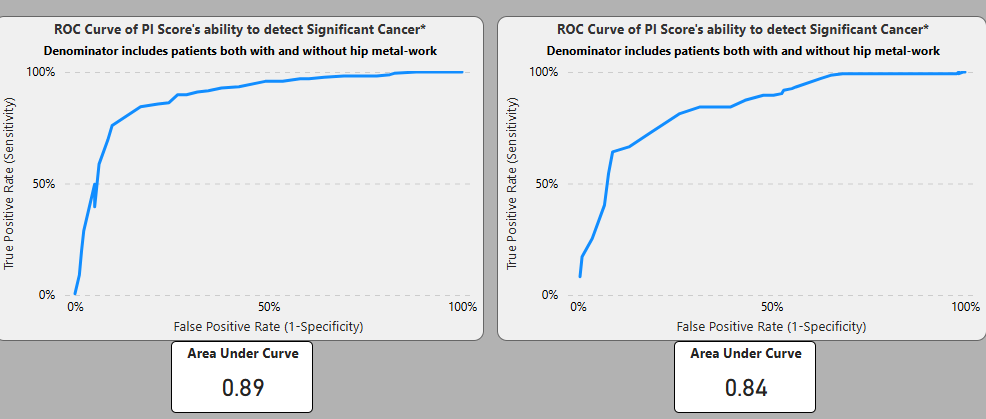 ROC Curve of PI Score's ability to detect Significant Cancer*
Denominator includes patients both with and without hip metal-work
True Positive Rate (Sensitivity)
100%
50%
0%
0%
50%
100%
False Positive Rate (1-Specificity)
Area Under Curve
0.89
ROC Curve of PI Score's ability to detect Significant Cancer*
Denominator includes patients both with and without hip metal-work
True Positive Rate (Sensitivity)
100%
50%
0%
0%
50%
100%
False Positive Rate (1-Specificity)
Area Under Curve
0.84